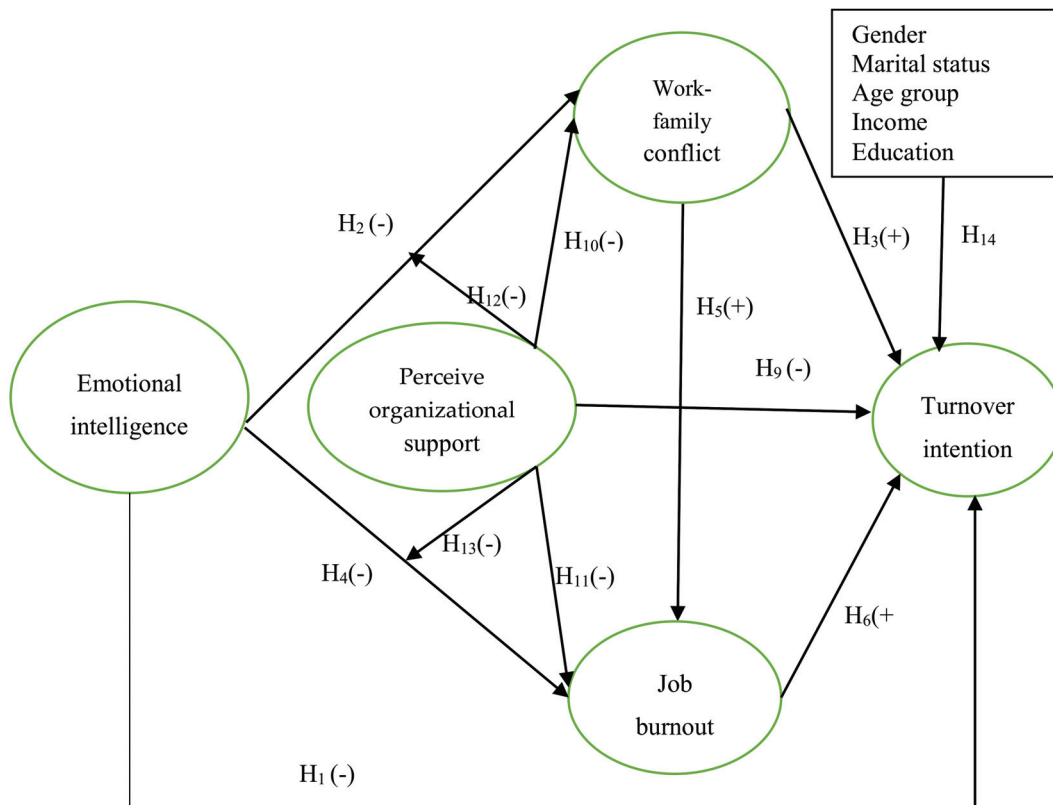 Gender
Marital status
Age group
Income
Education
Work-
family
conflict
H₂ (-)
H₁₀(-)
H₃(+)
H₁₄
H₁₂(-)
H₅(+)
Emotional
intelligence
Perceive
organizational
support
H₉ (-)
Turnover
intention
H₁₃(-)
H₄(-)
H₁₁(-)
H₆(+
Job
burnout
H₁ (-)